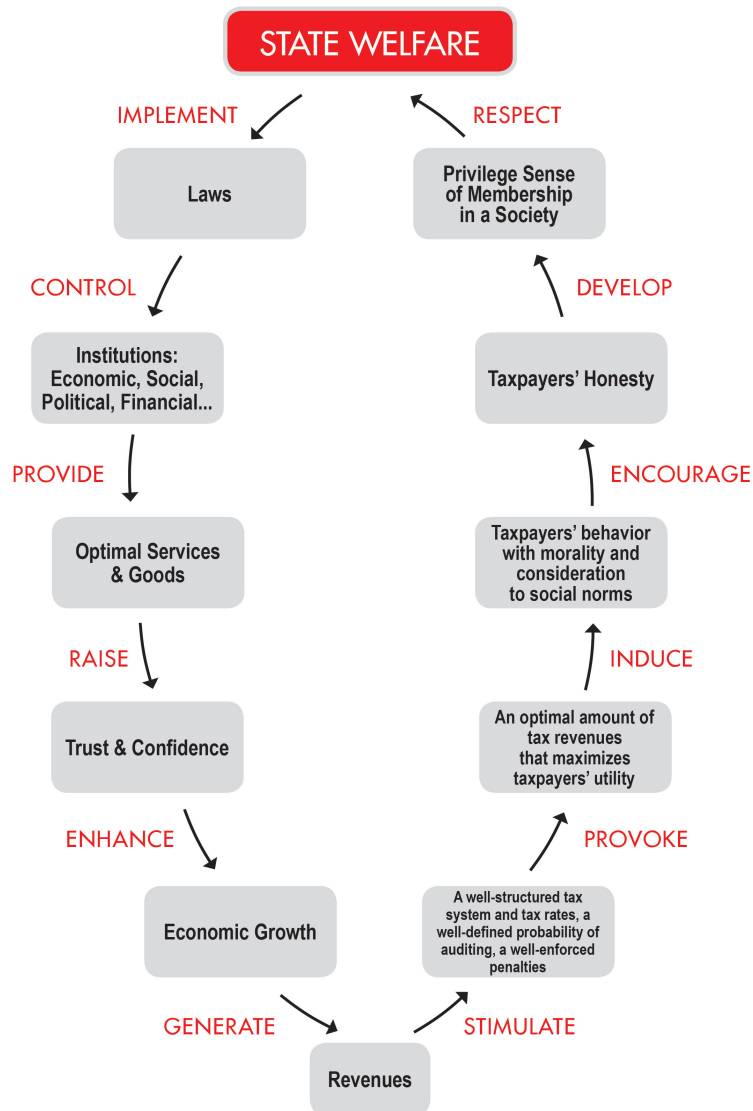 STATE WELFARE
IMPLEMENT
Laws
CONTROL
Institutions:
Economic, Social,
Political, Financial...
PROVIDE
Optimal Services
& Goods
RAISE
Trust & Confidence
ENHANCE
Economic Growth
GENERATE
Revenues
STIMULATE
A well-structured tax
system and tax rates, a
well-defined probability of
auditing, a well-enforced
penalties
PROVOKE
An optimal amount of
tax revenues
that maximizes
taxpayers’ utility
INDUCE
Taxpayers’ behavior
with morality and
consideration
to social norms
ENCOURAGE
Taxpayers’ Honesty
DEVELOP
Privilege Sense
of Membership
in a Society
RESPECT